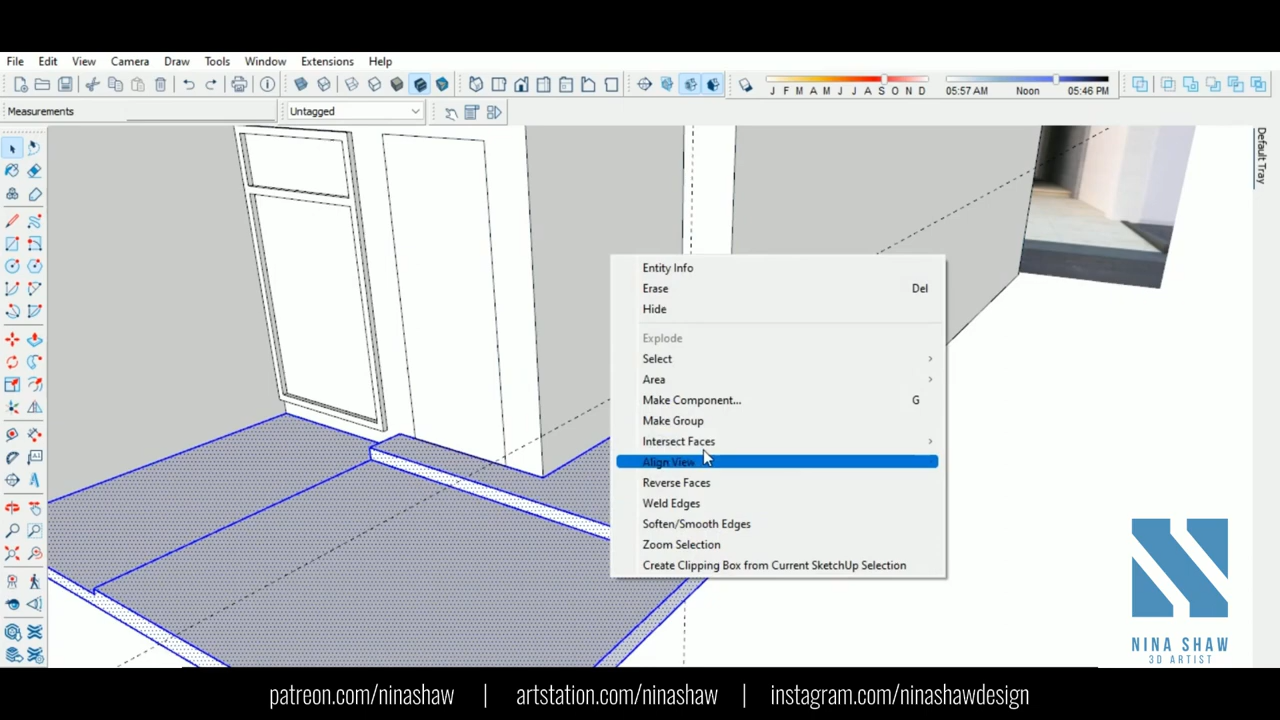 File Edit View Camera Draw Tools Window Extensions Help
J F M A M J J A S O N D
05:57 AM Noon 05:46 PM
Measurements
Untagged
Default Tray
Entity Info
Erase Del
Hide
Explode
Select
Area
Make Component... G
Make Group
Intersect Faces
Align View
Reverse Faces
Weld Edges
Soften/Smooth Edges
Zoom Selection
Create Clipping Box from Current SketchUp Selection
NINA SHAW
3D ARTIST
patreon.com/ninashaw | artstation.com/ninashaw | instagram.com/ninashawdesign